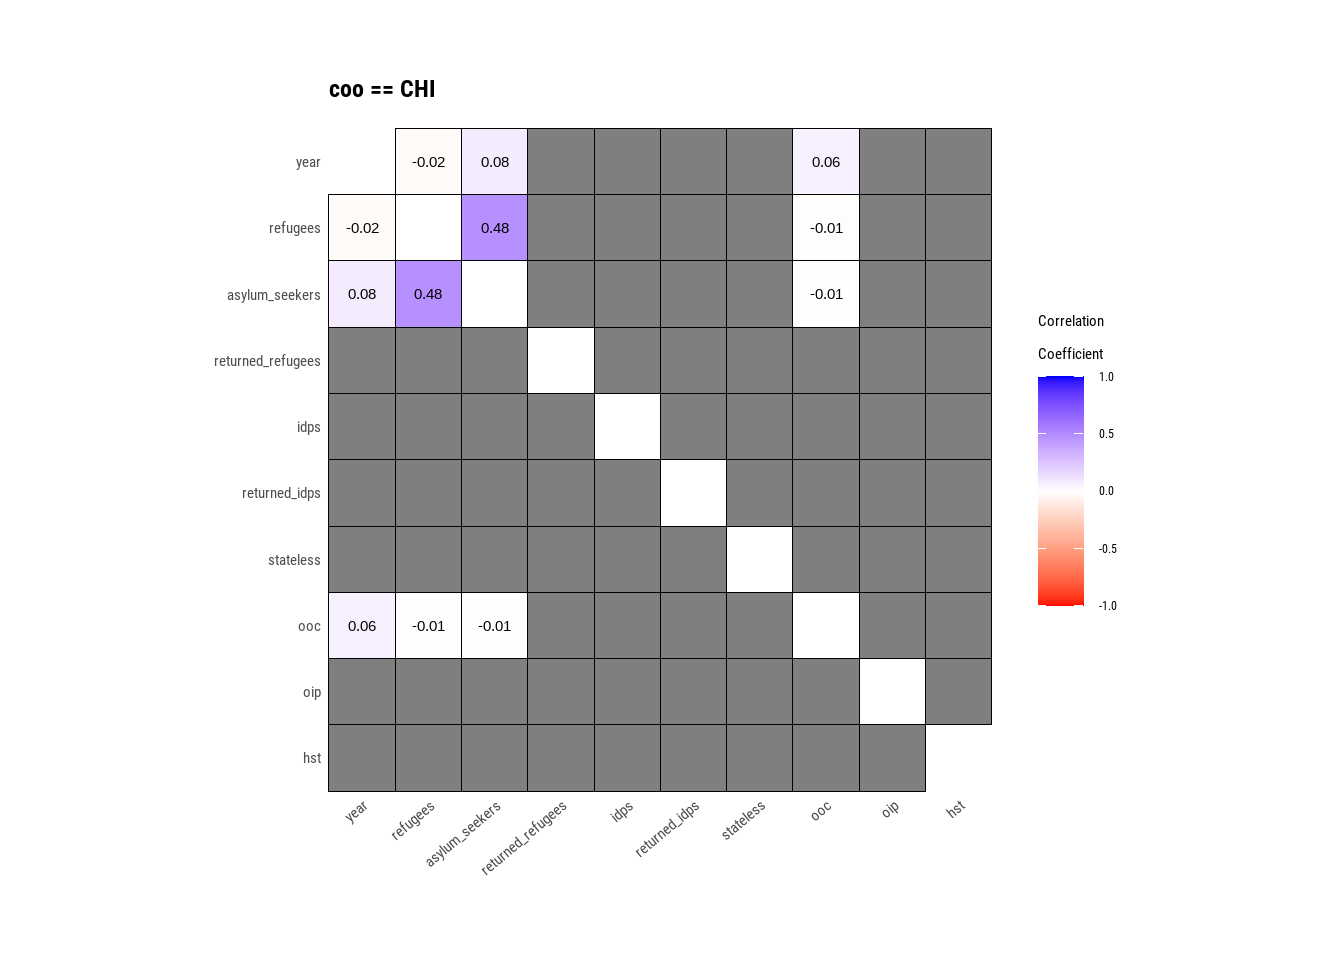 coo == CHI
year -0.02 0.08 0.06
refugees -0.02 0.48 -0.01
asylum_seekers 0.08 0.48 -0.01
returned_refugees
idps
returned_idps
stateless
ooc 0.06 -0.01 -0.01
oip
hst
year refugees asylum_seekers returned_refugees idps returned_idps stateless ooc oip hst
Correlation
Coefficient
1.0
0.5
0.0
-0.5
-1.0